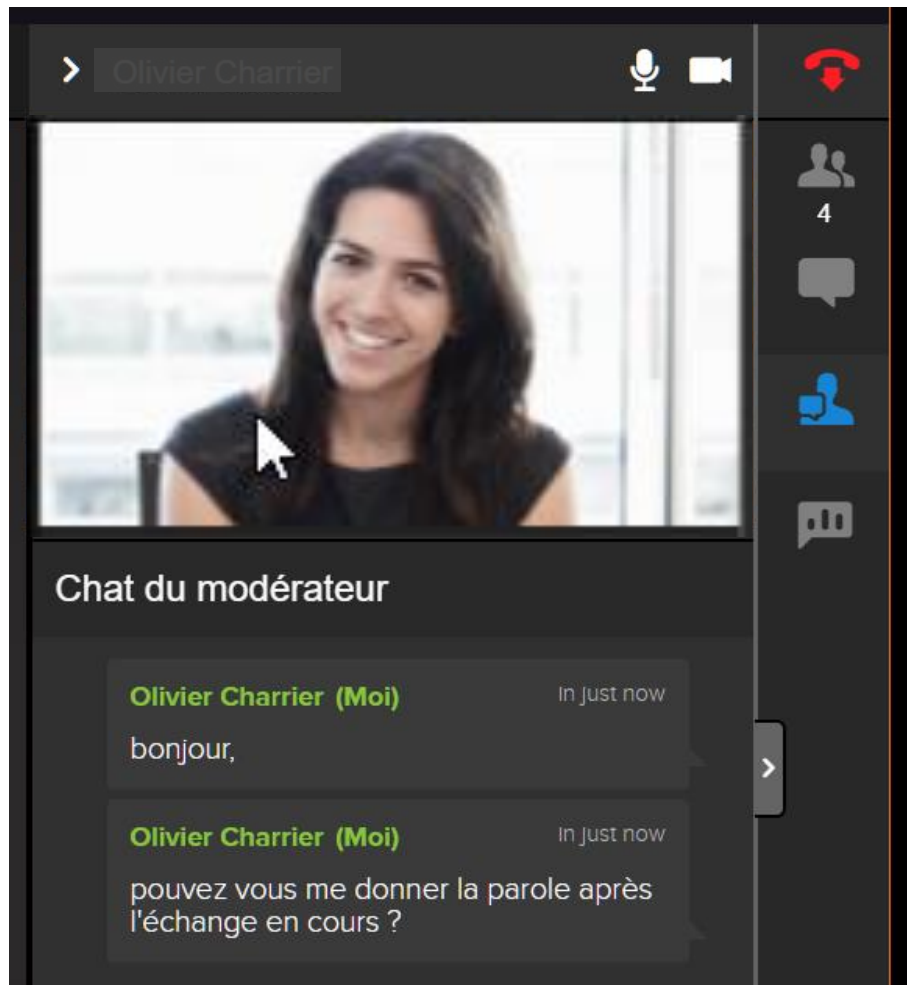 Olivier Charrier
4
Chat du modérateur
Olivier Charrier (Moi) In just now
bonjour,
Olivier Charrier (Moi) In just now
pouvez vous me donner la parole après
l'échange en cours ?